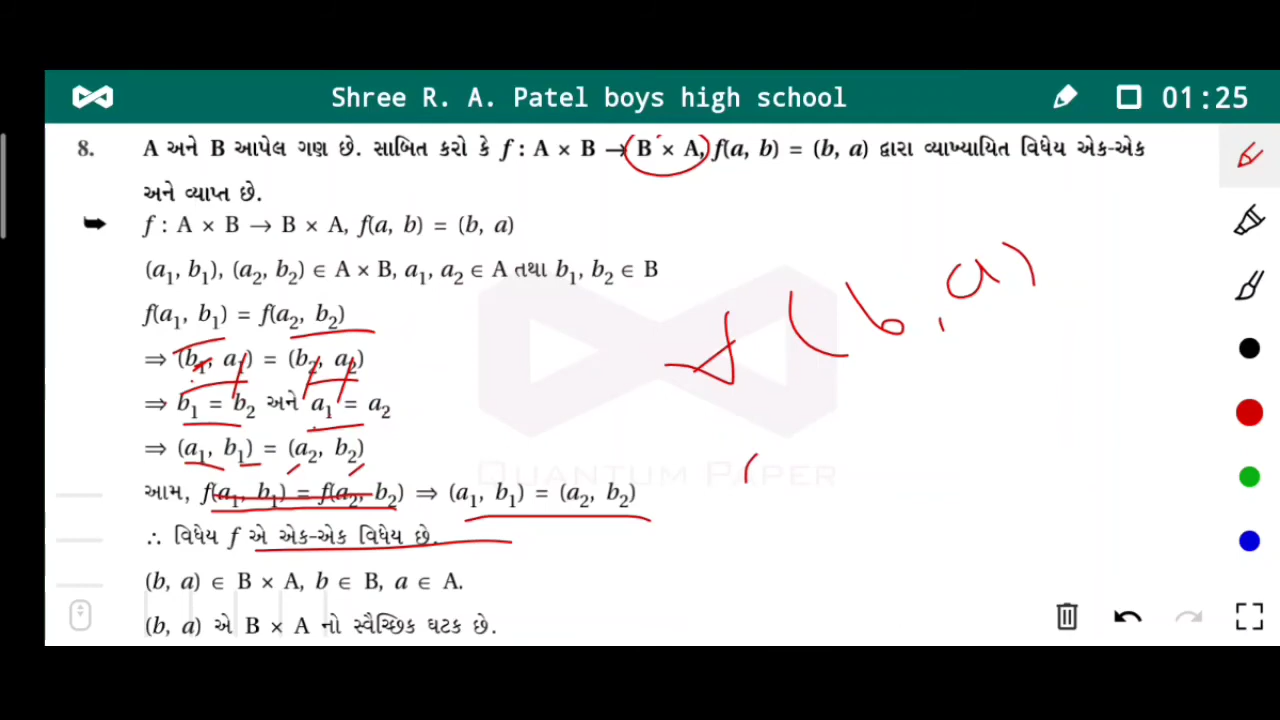 Shree R. A. Patel boys high school 01:25
8. A અને B આપેલ ગણ છે. સાબિત કરો કે f : A × B → B × A, f(a, b) = (b, a) દ્વારા વ્યાખ્યાયિત વિધેય એક-એક
અને વ્યાપ્ત છે.
f : A × B → B × A, f(a, b) = (b, a)
(a₁, b₁), (a₂, b₂) ∈ A × B, a₁, a₂ ∈ A તથા b₁, b₂ ∈ B
f(a₁, b₁) = f(a₂, b₂)
⇒ (b₁, a₁) = (b₂, a₂)
⇒ b₁ = b₂ અને a₁ = a₂
⇒ (a₁, b₁) = (a₂, b₂)
આમ, f(a₁, b₁) = f(a₂, b₂) ⇒ (a₁, b₁) = (a₂, b₂)
∴ વિધેય f એ એક-એક વિધેય છે.
(b, a) ∈ B × A, b ∈ B, a ∈ A.
(b, a) એ B × A નો સ્વૈચ્છિક ઘટક છે.
f (b, a)
(
QUANTUM PAPER